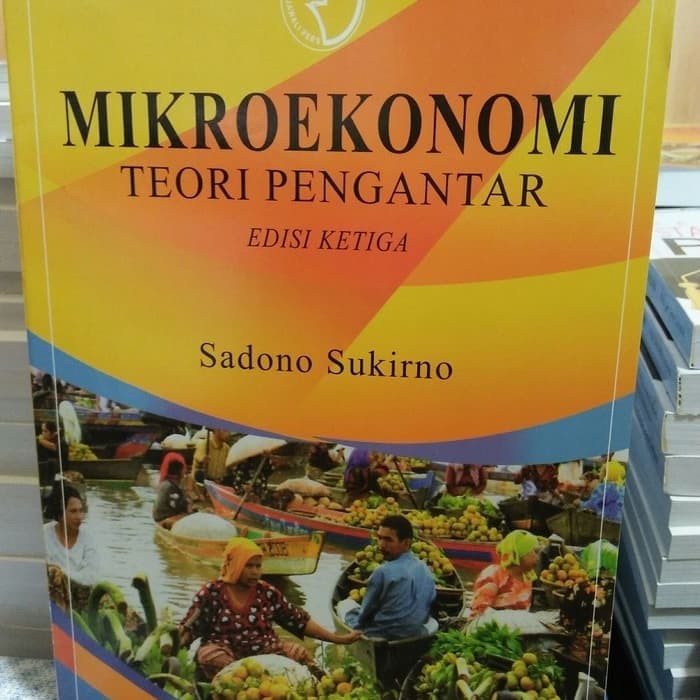 MIKROEKONOMI
TEORI PENGANTAR
EDISI KETIGA
Sadono Sukirno